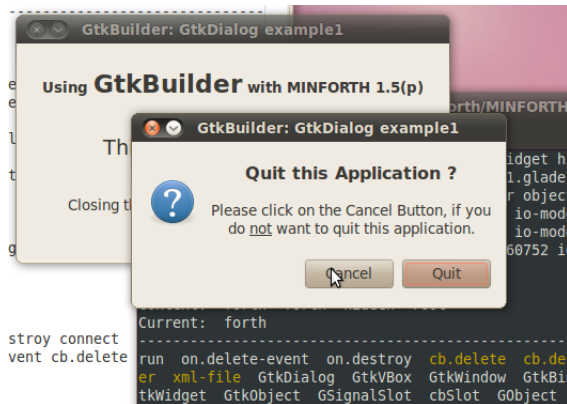 GtkBuilder: GtkDialog example1
Using GtkBuilder with MINFORTH 1.5(p)
Th
Closing t
GtkBuilder: GtkDialog example1
Quit this Application ?
Please click on the Cancel Button, if you
do not want to quit this application.
Cancel
Quit
orth/MINFORTH
idget h
1.glade
r objec
io-mod
io-mod
60752 i
Current: forth
stroy connect
vent cb.delete
run on.delete-event on.destroy cb.delete cb.de
er xml-file GtkDialog GtkVBox GtkWindow GtkBi
tkWidget GtkObject GSignalSlot cbSlot GObject